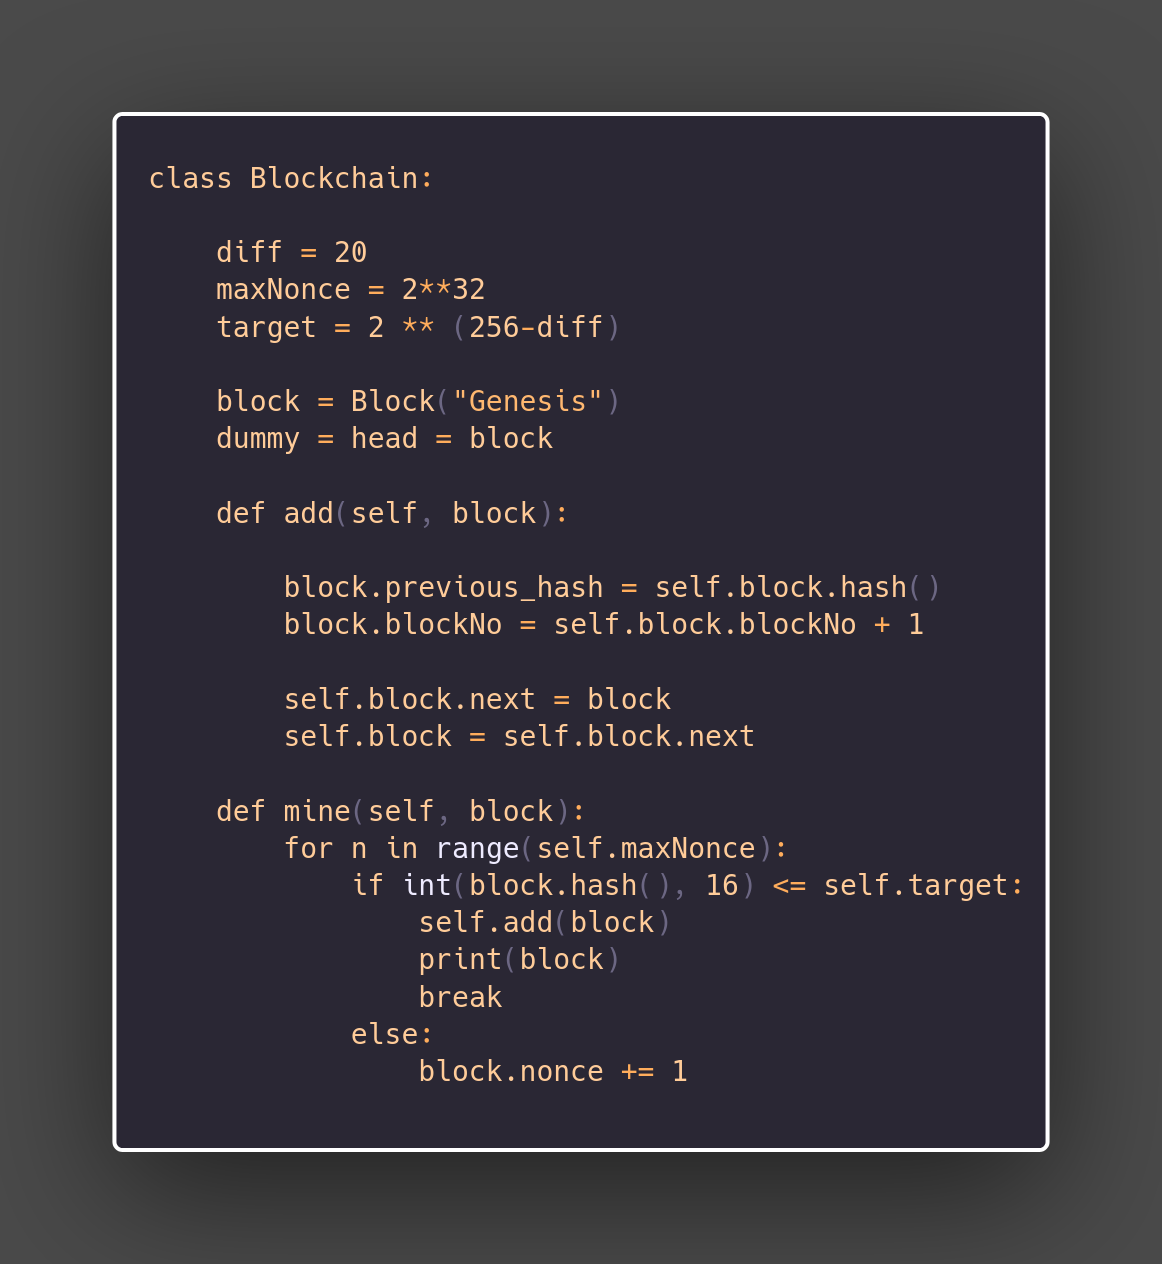 class Blockchain:
    diff = 20
    maxNonce = 2**32
    target = 2 ** (256-diff)
    block = Block("Genesis")
    dummy = head = block
    def add(self, block):
        block.previous_hash = self.block.hash()
        block.blockNo = self.block.blockNo + 1
        self.block.next = block
        self.block = self.block.next
    def mine(self, block):
        for n in range(self.maxNonce):
            if int(block.hash(), 16) <= self.target:
                self.add(block)
                print(block)
                break
            else:
                block.nonce += 1